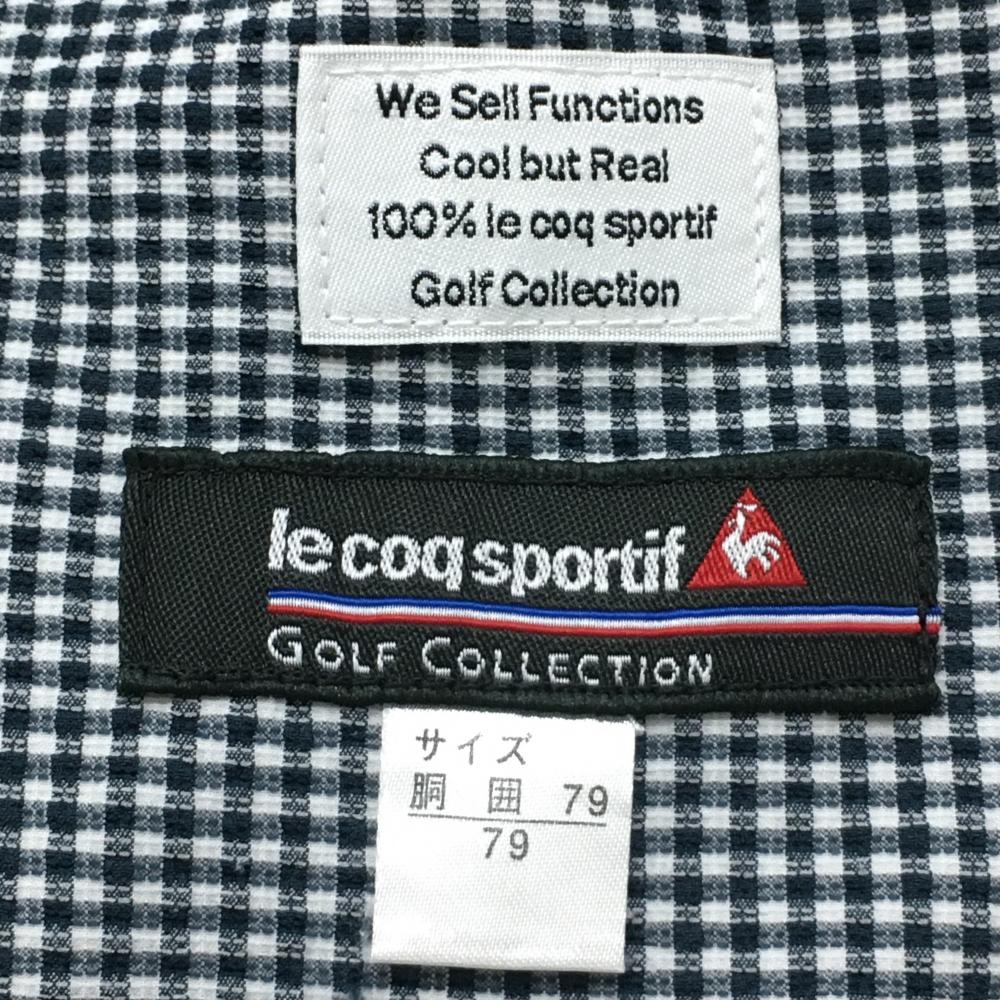 We Sell Functions
Cool but Real
100% le coq sportif
Golf Collection
le coq sportif
GOLF COLLECTION
サイズ
胴 囲 79
79